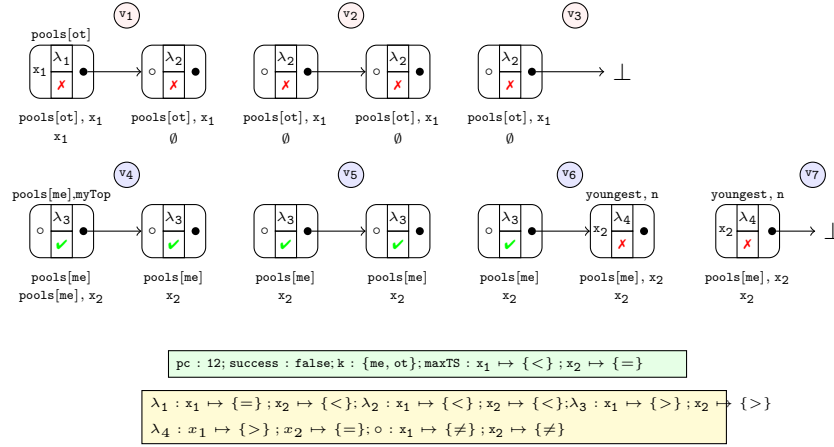 v₁ v₂ v₃
pools[ot]
x₁ λ₁ ✗ λ₂ ✗ λ₂ ✗ λ₂ ✗ λ₂ ✗ ⊥
pools[ot], x₁ pools[ot], x₁ pools[ot], x₁ pools[ot], x₁ pools[ot], x₁
x₁ ∅ ∅ ∅ ∅
v₄ v₅ v₆ v₇
pools[me],myTop youngest, n youngest, n
λ₃ ✔ λ₃ ✔ λ₃ ✔ λ₃ ✔ λ₃ ✔ x₂ λ₄ ✗ x₂ λ₄ ✗ ⊥
pools[me] pools[me] pools[me] pools[me] pools[me] pools[me], x₂ pools[me], x₂
pools[me], x₂ x₂ x₂ x₂ x₂ x₂ x₂
pc : 12; success : false; k : {me, ot}; maxTS : x₁ ↦ {<} ; x₂ ↦ {=}
λ₁ : x₁ ↦ {=} ; x₂ ↦ {<}; λ₂ : x₁ ↦ {<} ; x₂ ↦ {<};λ₃ : x₁ ↦ {>} ; x₂ ↦ {>}
λ₄ : x₁ ↦ {>} ; x₂ ↦ {=}; ○ : x₁ ↦ {≠} ; x₂ ↦ {≠}